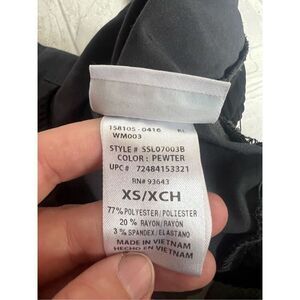 158105-0416 RL
WM003
STYLE # SSL07003B
COLOR : PEWTER
UPC # 72484153321
RN# 93643
XS/XCH
77% POLYESTER/POLIESTER
20 % RAYON/RAYON
3 % SPANDEX/ELASTANO
MADE IN VIETNAM
HECHO EN VIETNAM